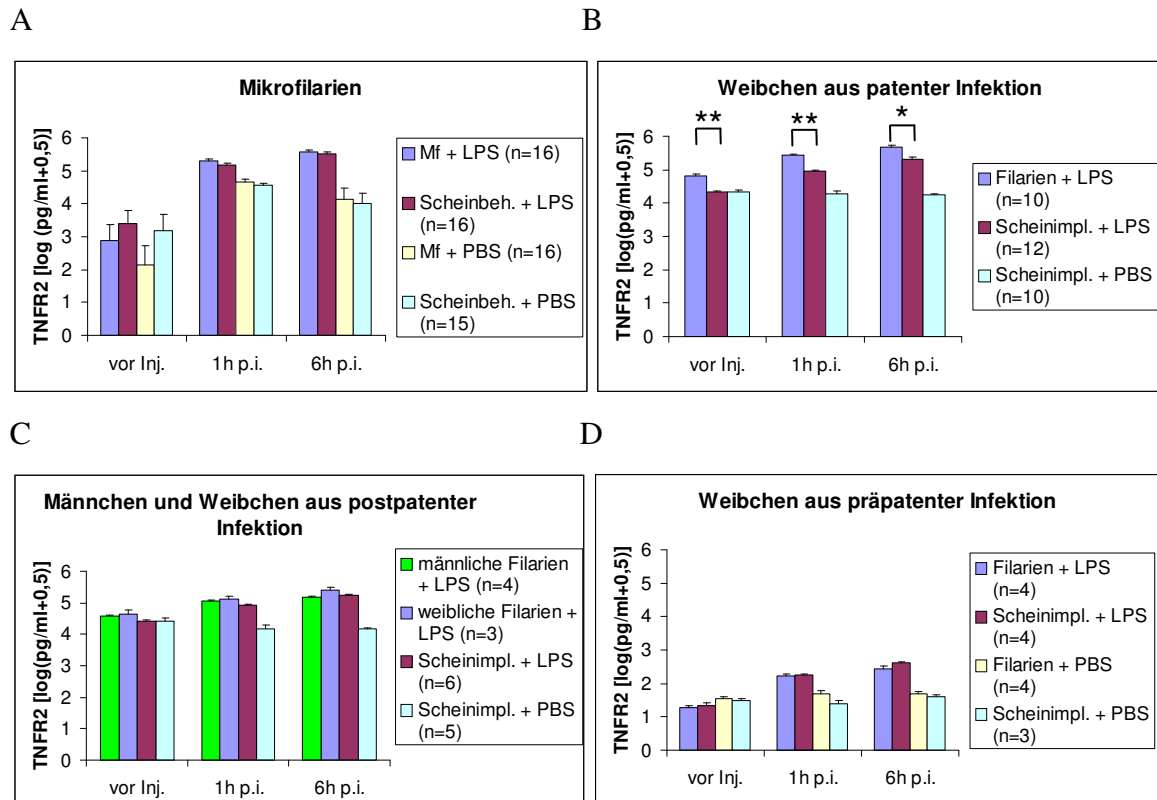 A
Mikrofilarien
TNFR2 [log (pg/ml+0,5)]
6
5
4
3
2
1
0
vor Inj.
1h p.i.
6h p.i.
Mf + LPS (n=16)
Scheinbeh. + LPS
(n=16)
Mf + PBS (n=16)
Scheinbeh. + PBS
(n=15)
B
Weibchen aus patenter Infektion
TNFR2 [log(pg/ml+0,5)]
6
5
4
3
2
1
0
**
**
*
vor Inj.
1h p.i.
6h p.i.
Filarien + LPS
(n=10)
Scheinimpl. + LPS
(n=12)
Scheinimpl. + PBS
(n=10)
C
Männchen und Weibchen aus postpatenter
Infektion
TNFR2 [log(pg/ml+0,5)]
6
5
4
3
2
1
0
vor Inj.
1h p.i.
6h p.i.
männliche Filarien
+ LPS (n=4)
weibliche Filarien +
LPS (n=3)
Scheinimpl. + LPS
(n=6)
Scheinimpl. + PBS
(n=5)
D
Weibchen aus präpatenter Infektion
TNFR2 [log(pg/ml+0,5)]
6
5
4
3
2
1
0
vor Inj.
1h p.i.
6h p.i.
Filarien + LPS
(n=4)
Scheinimpl. + LPS
(n=4)
Filarien + PBS
(n=4)
Scheinimpl. + PBS
(n=3)